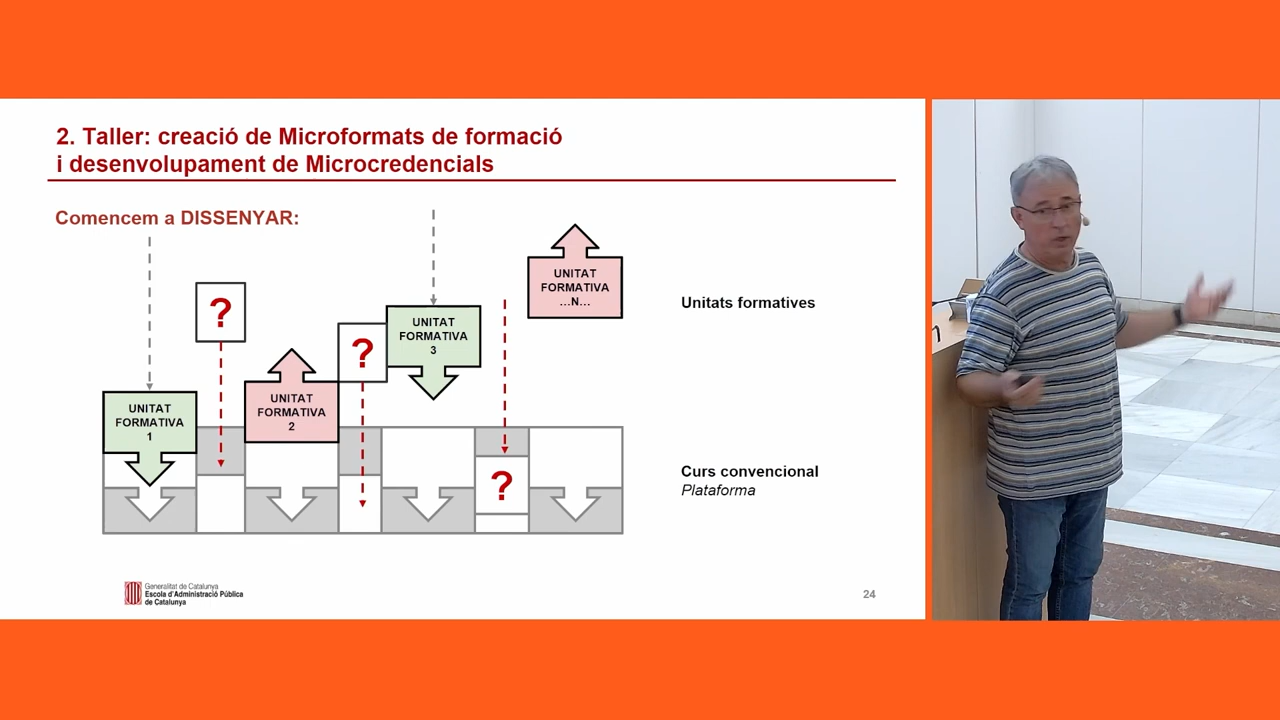 2. Taller: creació de Microformats de formació
i desenvolupament de Microcredencials
Comencem a DISSENYAR:
UNITAT
FORMATIVA
...N...
?
Unitats formatives
UNITAT
FORMATIVA
3
?
UNITAT
FORMATIVA
1
UNITAT
FORMATIVA
2
Curs convencional
Plataforma
?
Generalitat de Catalunya
Escola d'Administració Pública
de Catalunya
24